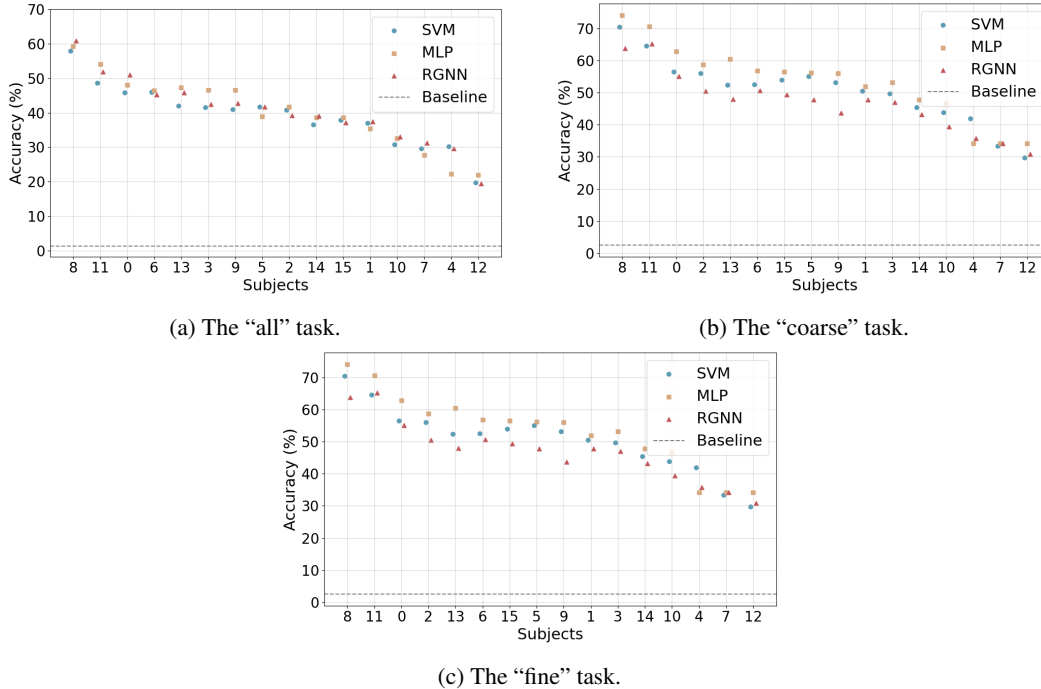 70
60
50
40
30
20
10
0
Accuracy (%)
SVM
MLP
RGNN
Baseline
8 11 0 6 13 3 9 5 2 14 15 1 10 7 4 12
Subjects
(a) The “all” task.
70
60
50
40
30
20
10
0
Accuracy (%)
SVM
MLP
RGNN
Baseline
8 11 0 2 13 6 15 5 9 1 3 14 10 4 7 12
Subjects
(b) The “coarse” task.
70
60
50
40
30
20
10
0
Accuracy (%)
SVM
MLP
RGNN
Baseline
8 11 0 2 13 6 15 5 9 1 3 14 10 4 7 12
Subjects
(c) The “fine” task.